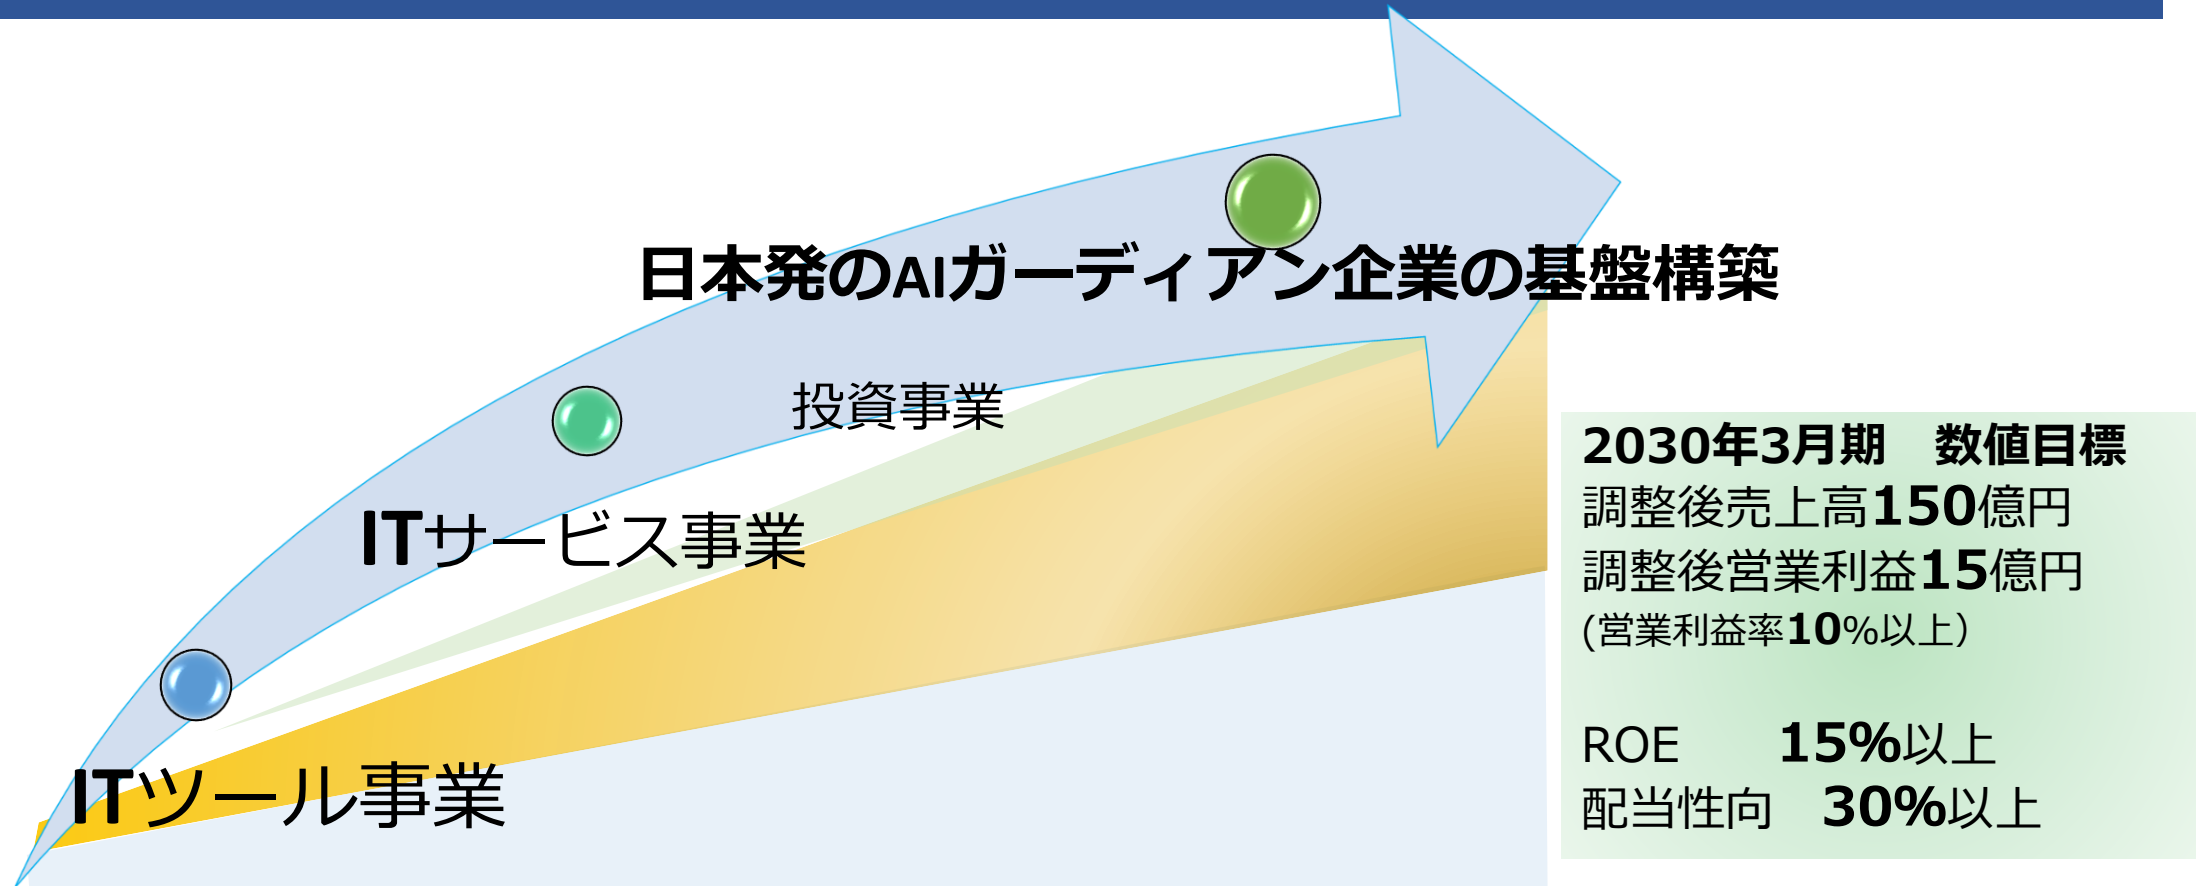 日本発のAIガーディアン企業の基盤構築
投資事業
ITサービス事業
ITツール事業
2030年3月期　数値目標
調整後売上高150億円
調整後営業利益15億円
(営業利益率10%以上）
ROE　　15%以上
配当性向　30%以上